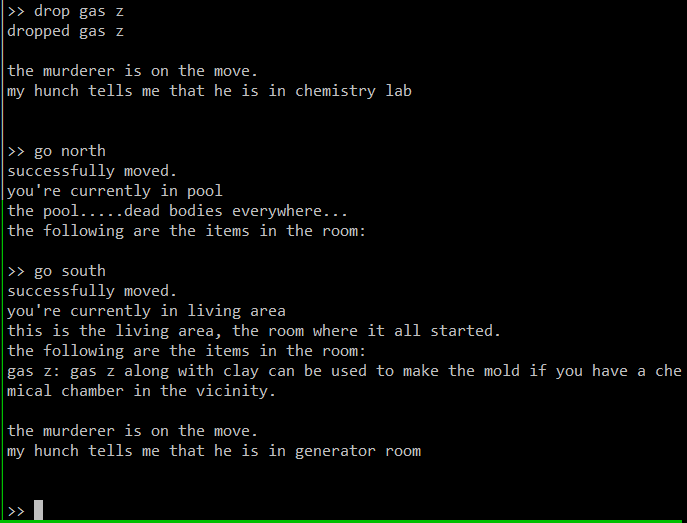 >> drop gas z
dropped gas z
the murderer is on the move.
my hunch tells me that he is in chemistry lab
>> go north
successfully moved.
you're currently in pool
the pool.....dead bodies everywhere...
the following are the items in the room:
>> go south
successfully moved.
you're currently in living area
this is the living area, the room where it all started.
the following are the items in the room:
gas z: gas z along with clay can be used to make the mold if you have a che
mical chamber in the vicinity.
the murderer is on the move.
my hunch tells me that he is in generator room
>>